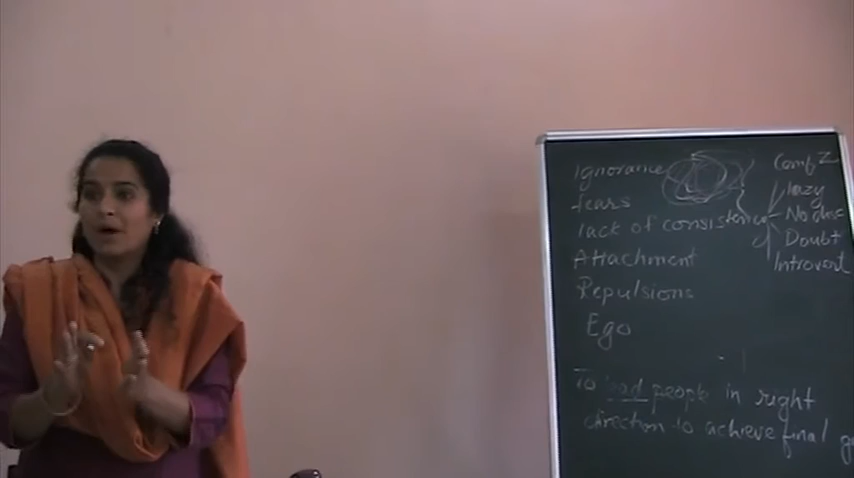 Ignorance
fears
lack of consistence
Attachment
Repulsions
Ego
Comf Z
lazy
No disc
Doubt
Introvert
To lead people in right
direction to achieve final